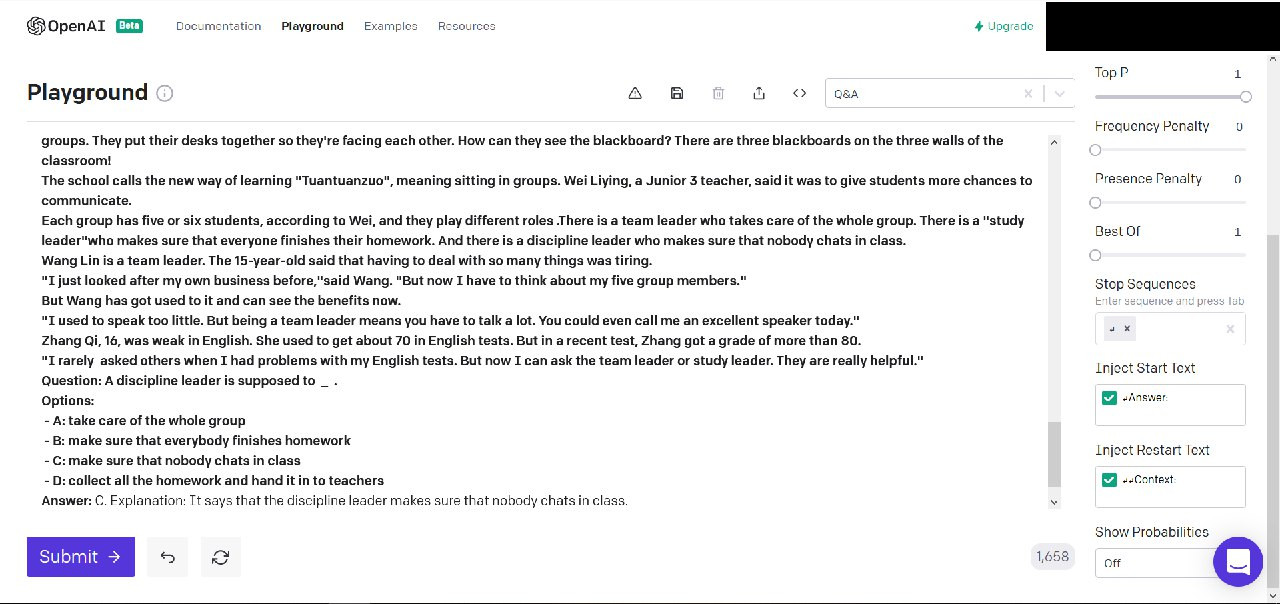 OpenAI Beta Documentation Playground Examples Resources Upgrade
Playground
Q&A
groups. They put their desks together so they're facing each other. How can they see the blackboard? There are three blackboards on the three walls of the
classroom!
The school calls the new way of learning "Tuantuanzuo", meaning sitting in groups. Wei Liying, a Junior 3 teacher, said it was to give students more chances to
communicate.
Each group has five or six students, according to Wei, and they play different roles .There is a team leader who takes care of the whole group. There is a "study
leader"who makes sure that everyone finishes their homework. And there is a discipline leader who makes sure that nobody chats in class.
Wang Lin is a team leader. The 15-year-old said that having to deal with so many things was tiring.
"I just looked after my own business before,"said Wang. "But now I have to think about my five group members."
But Wang has got used to it and can see the benefits now.
"I used to speak too little. But being a team leader means you have to talk a lot. You could even call me an excellent speaker today."
Zhang Qi, 16, was weak in English. She used to get about 70 in English tests. But in a recent test, Zhang got a grade of more than 80.
"I rarely  asked others when I had problems with my English tests. But now I can ask the team leader or study leader. They are really helpful."
Question: A discipline leader is supposed to  _  .
Options:
- A: take care of the whole group
- B: make sure that everybody finishes homework
- C: make sure that nobody chats in class
- D: collect all the homework and hand it in to teachers
Answer: C. Explanation: It says that the discipline leader makes sure that nobody chats in class.
Submit →
1,658
Top P 1
Frequency Penalty 0
Presence Penalty 0
Best Of 1
Stop Sequences
Enter sequence and press Tab
↵ ×
Inject Start Text
↵Answer:
Inject Restart Text
↵↵Context:
Show Probabilities
Off